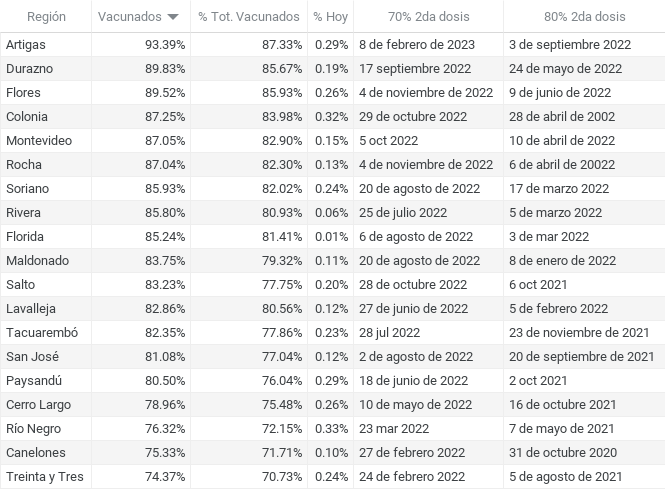 Región Vacunados % Tot. Vacunados % Hoy 70% 2da dosis 80% 2da dosis
Artigas 93.39% 87.33% 0.29% 8 de febrero de 2023 3 de septiembre 2022
Durazno 89.83% 85.67% 0.19% 17 septiembre 2022 24 de mayo de 2022
Flores 89.52% 85.93% 0.26% 4 de noviembre de 2022 9 de junio de 2022
Colonia 87.25% 83.98% 0.32% 29 de octubre 2022 28 de abril de 2002
Montevideo 87.05% 82.90% 0.15% 5 oct 2022 10 de abril de 2022
Rocha 87.04% 82.30% 0.13% 4 de noviembre de 2022 6 de abril de 20022
Soriano 85.93% 82.02% 0.24% 20 de agosto de 2022 17 de marzo 2022
Rivera 85.80% 80.93% 0.06% 25 de julio 2022 5 de marzo 2022
Florida 85.24% 81.41% 0.01% 6 de agosto de 2022 3 de mar 2022
Maldonado 83.75% 79.32% 0.11% 20 de agosto de 2022 8 de enero de 2022
Salto 83.23% 77.75% 0.20% 28 de octubre de 2022 6 oct 2021
Lavalleja 82.86% 80.56% 0.12% 27 de junio de 2022 5 de febrero 2022
Tacuarembó 82.35% 77.86% 0.23% 28 jul 2022 23 de noviembre de 2021
San José 81.08% 77.04% 0.12% 2 de agosto de 2022 20 de septiembre de 2021
Paysandú 80.50% 76.04% 0.29% 18 de junio de 2022 2 oct 2021
Cerro Largo 78.96% 75.48% 0.26% 10 de mayo de 2022 16 de octubre 2021
Río Negro 76.32% 72.15% 0.33% 23 mar 2022 7 de mayo de 2021
Canelones 75.33% 71.71% 0.10% 27 de febrero 2022 31 de octubre 2020
Treinta y Tres 74.37% 70.73% 0.24% 24 de febrero 2022 5 de agosto de 2021